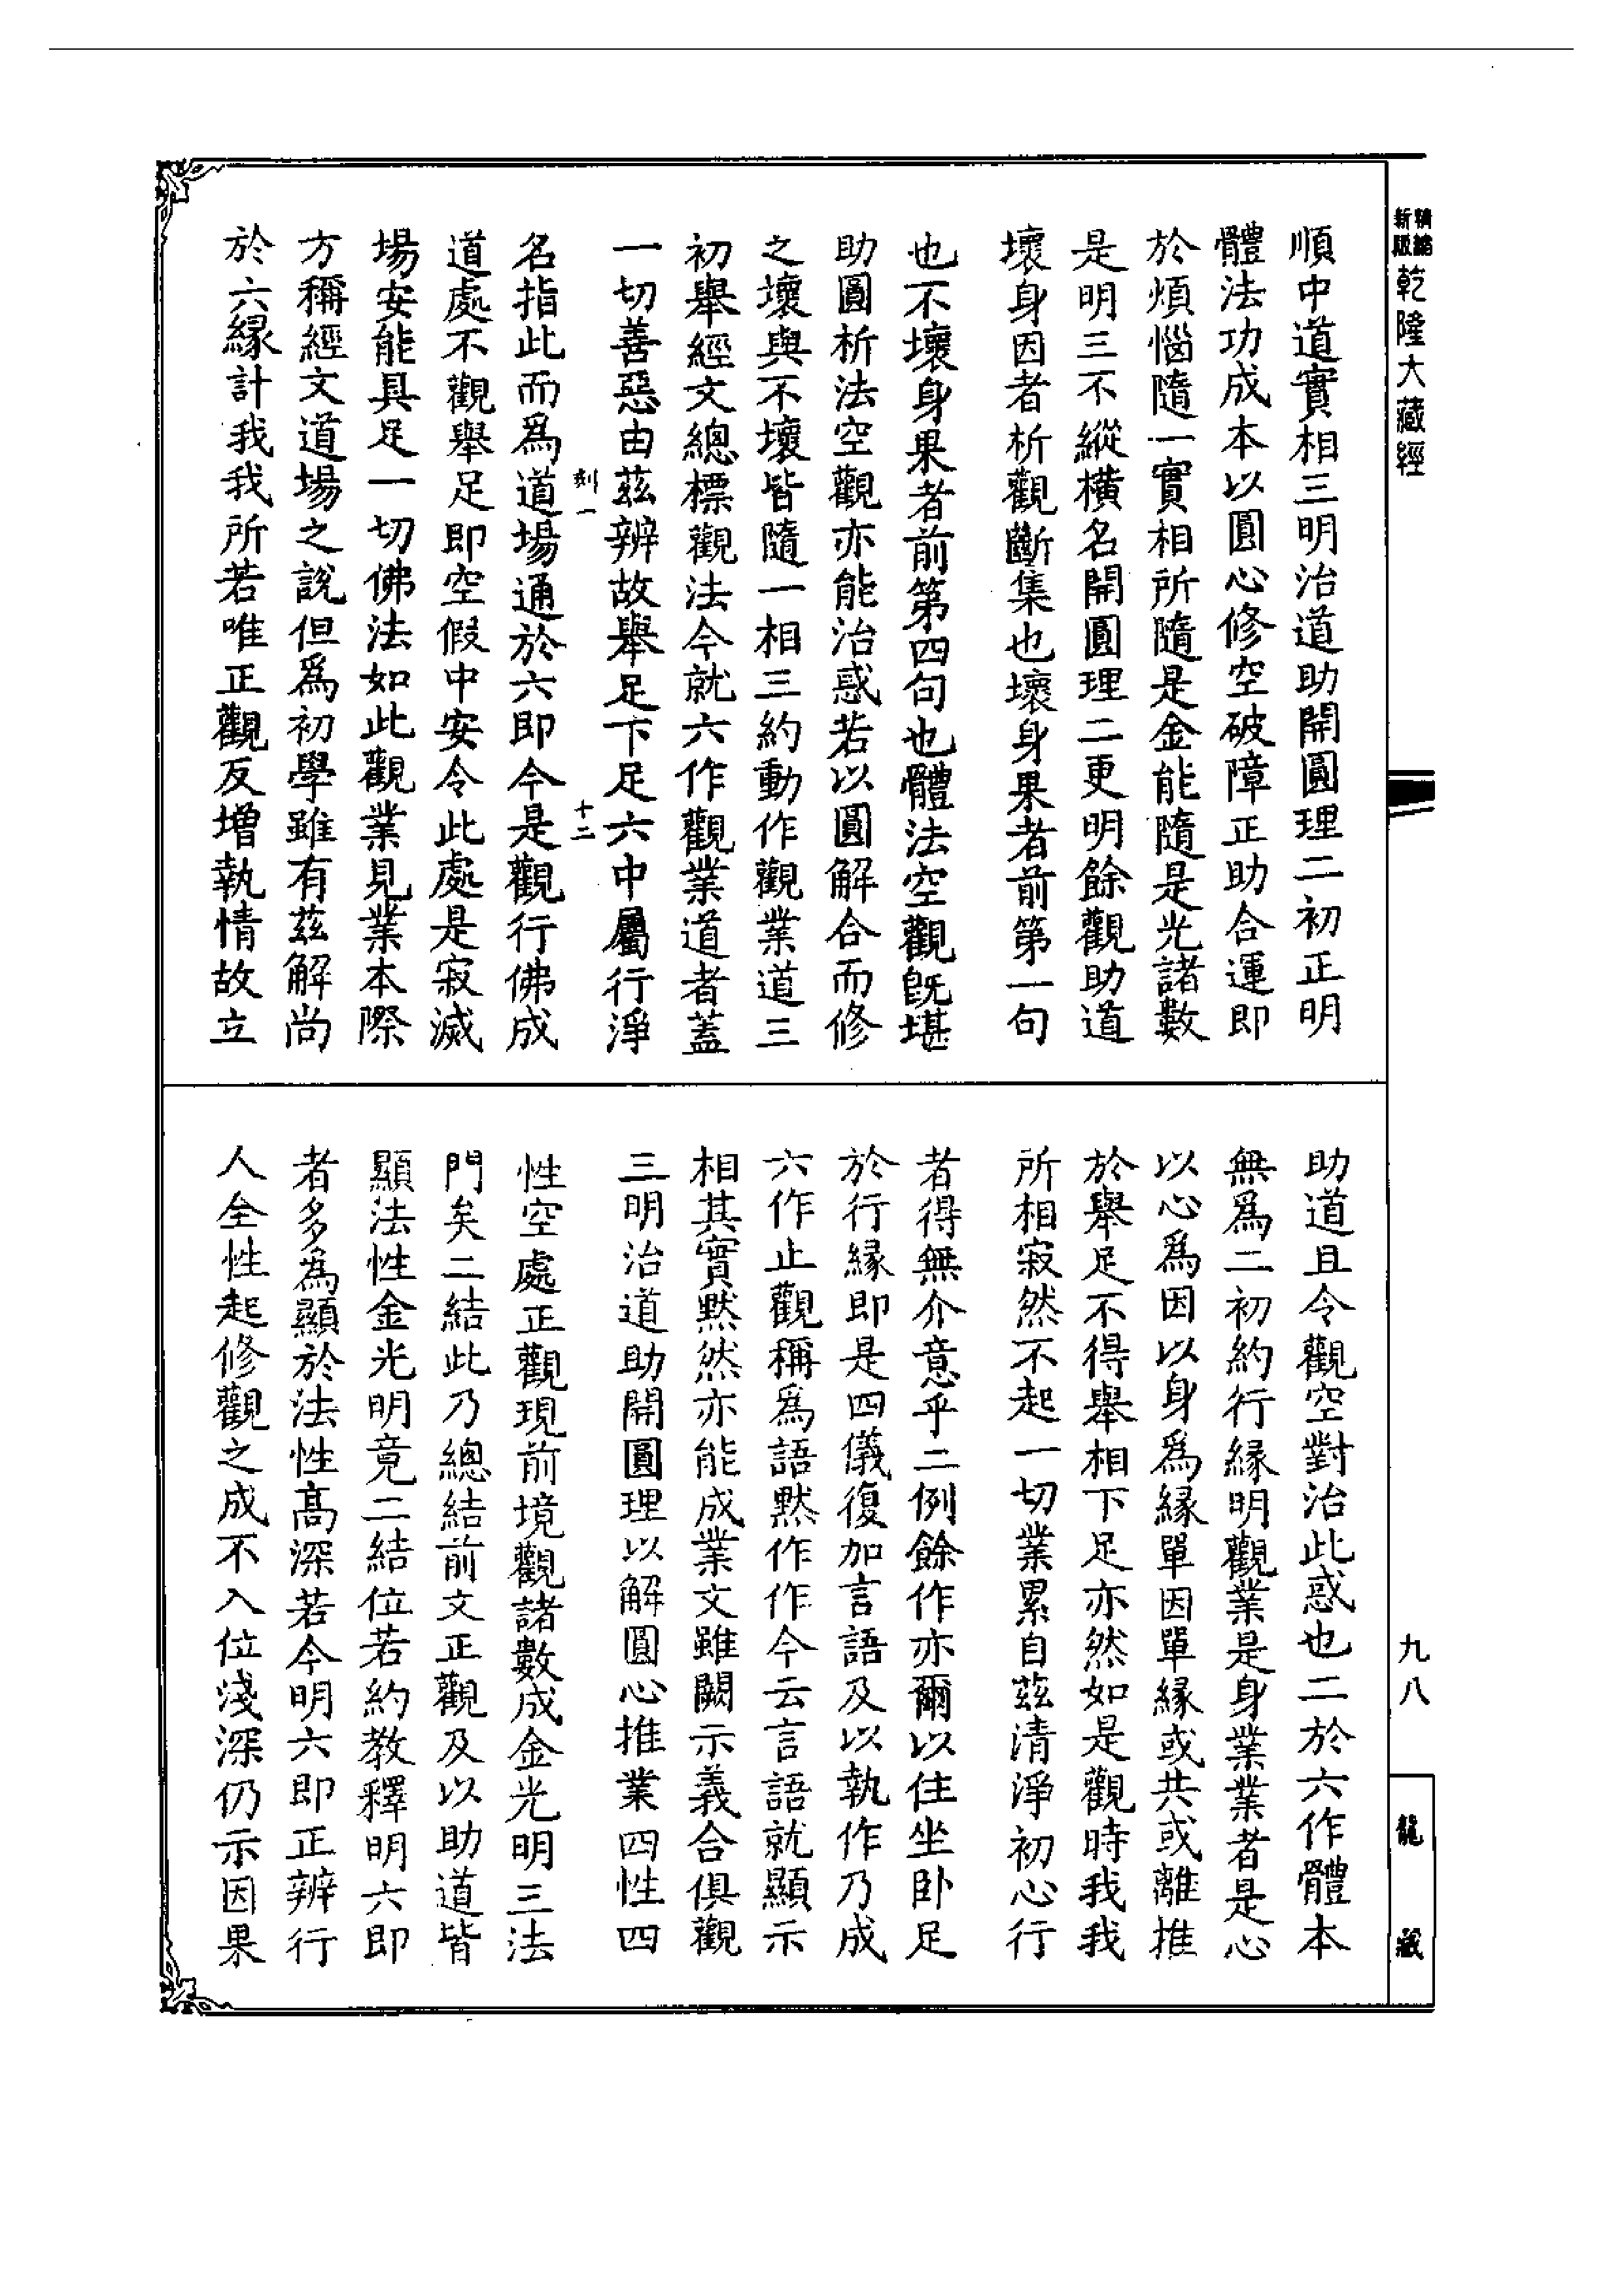 精縮
新版
乾隆大藏經
順中道實相三明治道助開圓理二初正明
體法功成本以圓心修空破障正助合運即
於煩惱隨一實相所隨是金能隨是光諸數
是明三不縱橫名開圓理二更明餘觀助道
壞身因者析觀斷集也壞身果者前第一句
也不壞身果者前第四句也體法空觀旣堪
助圓析法空觀亦能治惑若以圓解合而修
之壞與不壞皆隨一相三約動作觀業道三
初舉經文總標觀法今就六作觀業道者蓋
一切善惡由茲辨故舉足下足六中屬行淨
刻一
十二
名指此而爲道場通於六即今是觀行佛成
道處不觀舉足即空假中安令此處是寂滅
場安能具足一切佛法如此觀業見業本際
方稱經文道場之說但爲初學雖有茲解尚
於六緣計我我所若唯正觀反增執情故立
助道且令觀空對治此惑也二於六作體本
無爲二初約行緣明觀業是身業業者是心
以心爲因以身爲緣單因單緣或共或離推
於舉足不得舉相下足亦然如是觀時我我
所相寂然不起一切業累自茲清淨初心行
者得無介意乎二例餘作亦爾以住坐臥足
於行緣即是四儀復加言語及以執作乃成
六作止觀稱爲語默作作今云言語就顯示
相其實默然亦能成業文雖闕示義合俱觀
三明治道助開圓理以解圓心推業四性四
性空處正觀現前境觀諸數成金光明三法
門矣二結此乃總結前文正觀及以助道皆
顯法性金光明竟二結位若約教釋明六即
者多為顯於法性高深若今明六即正辨行
人全性起修觀之成不入位淺深仍示因果
九八
龍藏